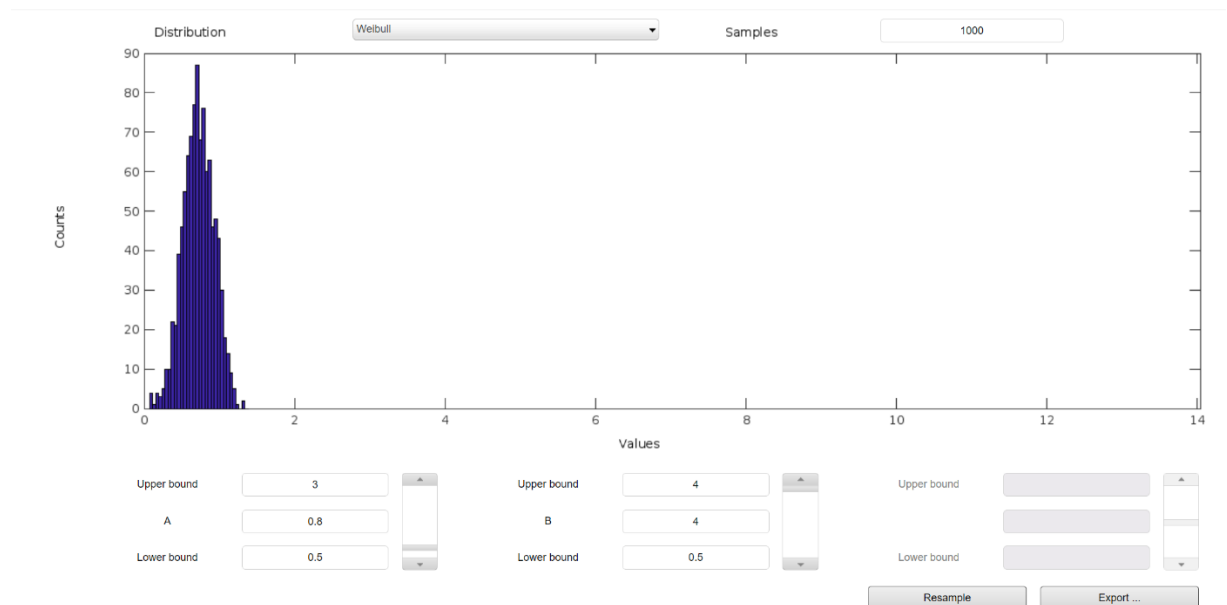 Distribution Weibull Samples 1000
90
80
70
60
50
40
30
20
10
0
Counts
0 2 4 6 8 10 12 14
Values
Upper bound 3 Upper bound 4 Upper bound
A 0.8 B 4
Lower bound 0.5 Lower bound 0.5 Lower bound
Resample Export ...